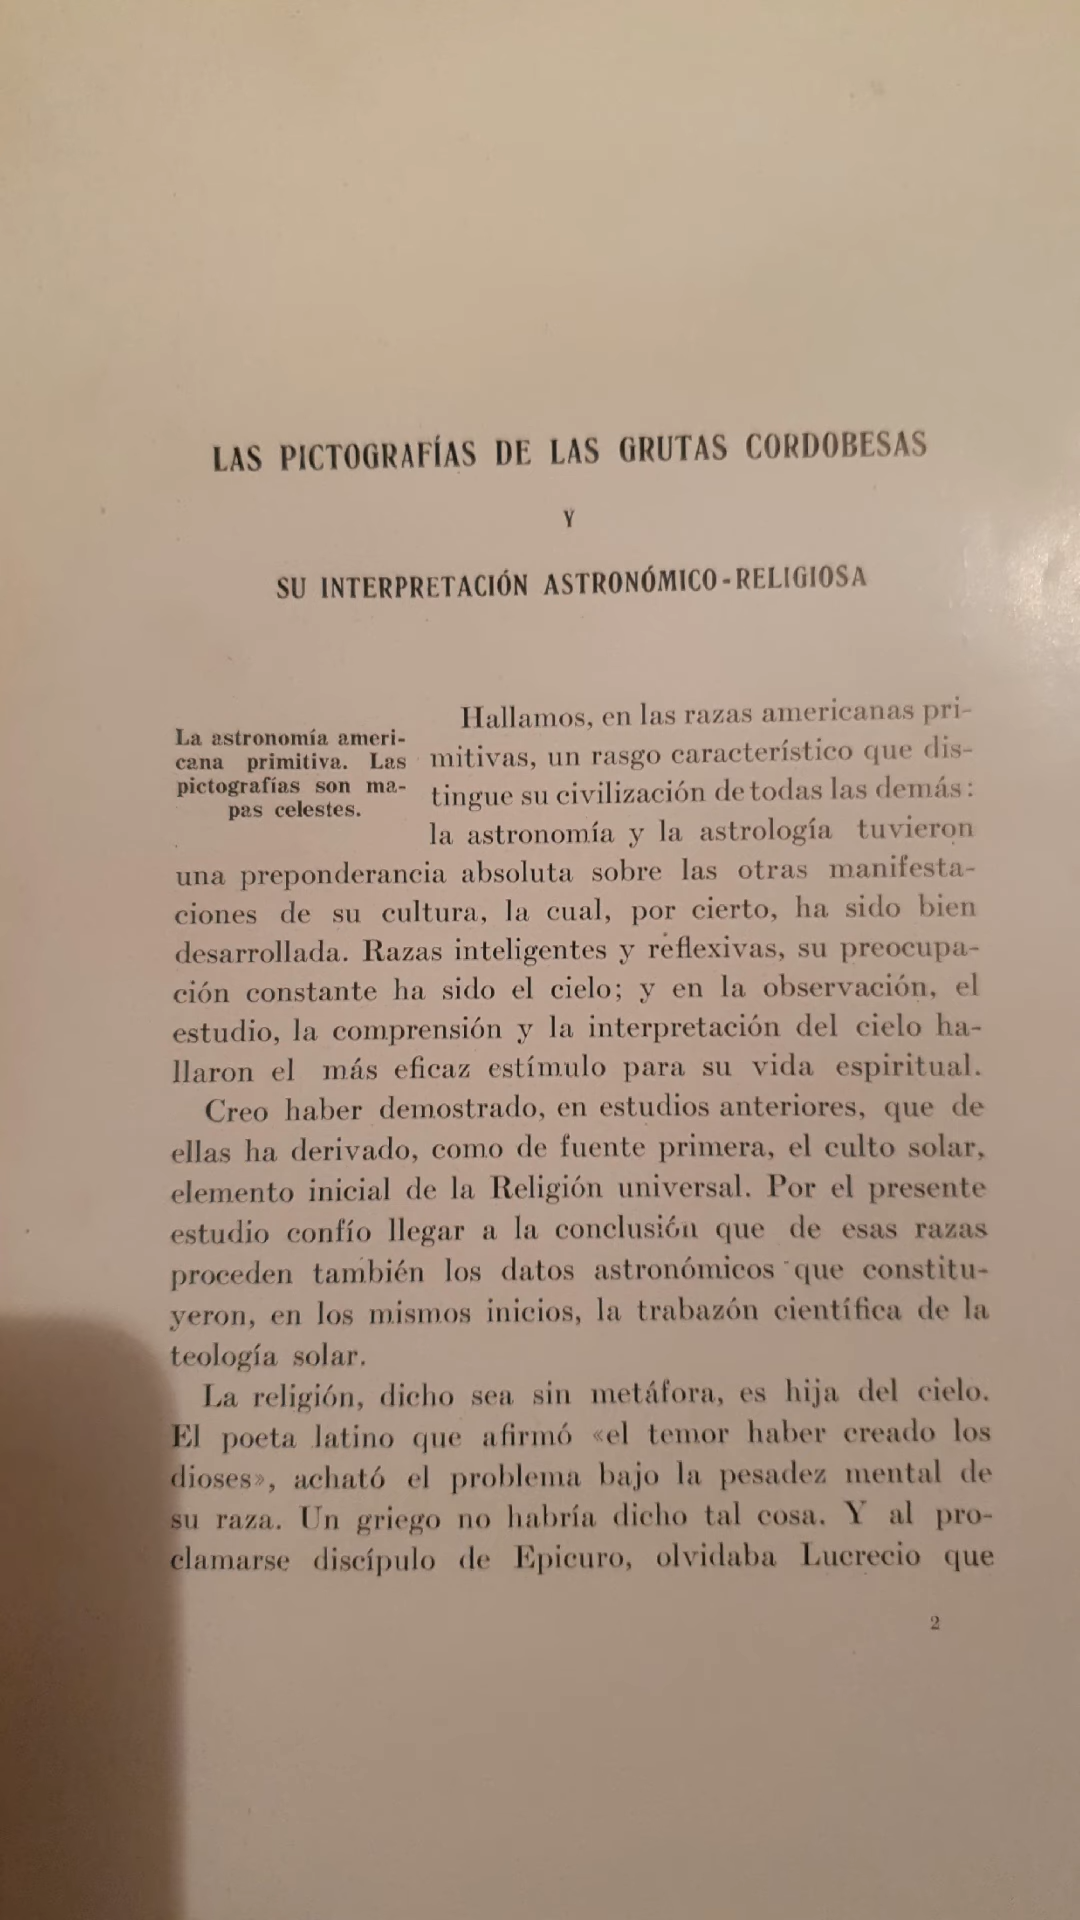 LAS PICTOGRAFÍAS DE LAS GRUTAS CORDOBESAS
Y
SU INTERPRETACIÓN ASTRONÓMICO-RELIGIOSA
La astronomía ameri-
cana primitiva. Las
pictografías son ma-
pas celestes.
Hallamos, en las razas americanas pri-
mitivas, un rasgo característico que dis-
tingue su civilización de todas las demás:
la astronomía y la astrología tuvieron
una preponderancia absoluta sobre las otras manifesta-
ciones de su cultura, la cual, por cierto, ha sido bien
desarrollada. Razas inteligentes y reflexivas, su preocupa-
ción constante ha sido el cielo; y en la observación, el
estudio, la comprensión y la interpretación del cielo ha-
llaron el más eficaz estímulo para su vida espiritual.
Creo haber demostrado, en estudios anteriores, que de
ellas ha derivado, como de fuente primera, el culto solar,
elemento inicial de la Religión universal. Por el presente
estudio confío llegar a la conclusión que de esas razas
proceden también los datos astronómicos que constitu-
yeron, en los mismos inicios, la trabazón científica de la
teología solar.
La religión, dicho sea sin metáfora, es hija del cielo.
El poeta latino que afirmó «el temor haber creado los
dioses», acható el problema bajo la pesadez mental de
su raza. Un griego no habría dicho tal cosa. Y al pro-
clamarse discípulo de Epicuro, olvidaba Lucrecio que
2